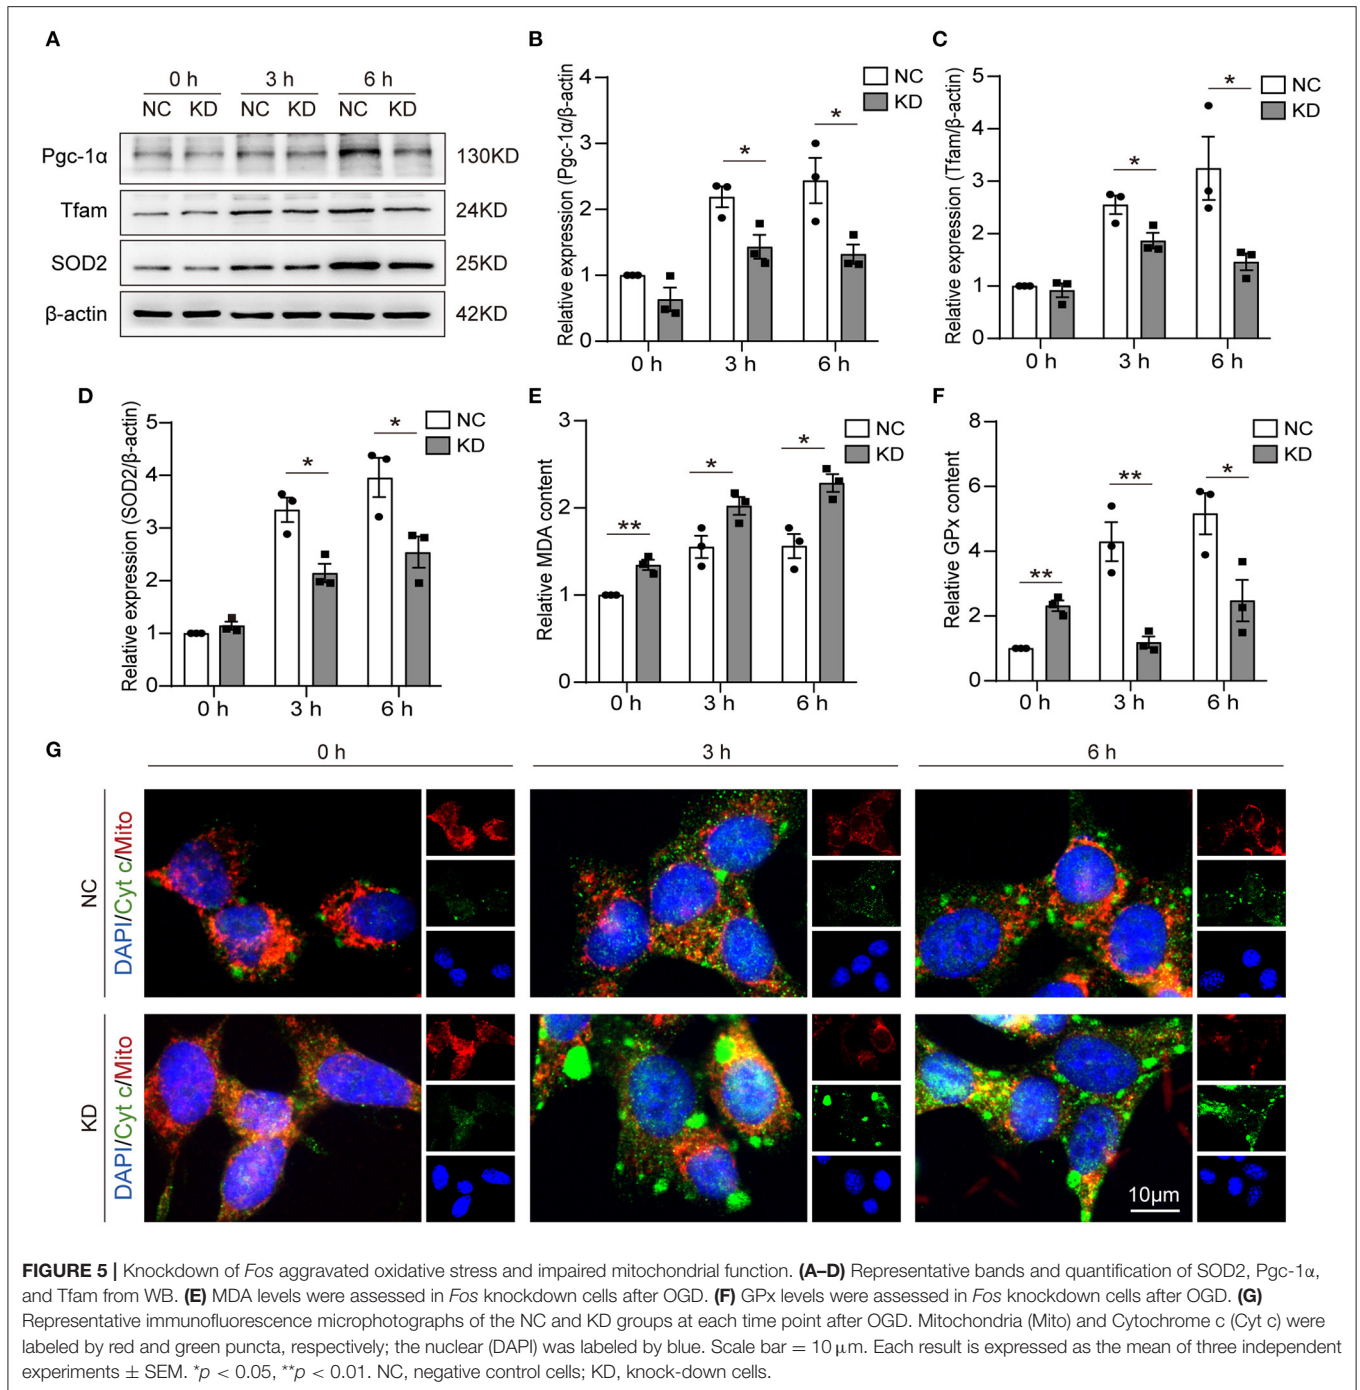 A
0 h 3 h 6 h
NC KD NC KD NC KD
Pgc-1α 130KD
Tfam 24KD
SOD2 25KD
β-actin 42KD
B
Relative expression (Pgc-1α/β-actin
4
3
2
1
0
NC
KD
*
*
0 h 3 h 6 h
C
Relative expression (Tfam/β-actin)
5
4
3
2
1
0
NC
KD
*
*
0 h 3 h 6 h
D
Relative expression (SOD2/β-actin)
5
4
3
2
1
0
NC
KD
*
*
0 h 3 h 6 h
E
Relative MDA content
3
2
1
0
NC
KD
**
*
*
0 h 3 h 6 h
F
Relative GPx content
8
6
4
2
0
NC
KD
**
**
*
0 h 3 h 6 h
G
0 h 3 h 6 h
NC
DAPI/Cyt c/Mito
KD
DAPI/Cyt c/Mito
10μm
FIGURE 5 | Knockdown of Fos aggravated oxidative stress and impaired mitochondrial function. (A–D) Representative bands and quantification of SOD2, Pgc-1α,
and Tfam from WB. (E) MDA levels were assessed in Fos knockdown cells after OGD. (F) GPx levels were assessed in Fos knockdown cells after OGD. (G)
Representative immunofluorescence microphotographs of the NC and KD groups at each time point after OGD. Mitochondria (Mito) and Cytochrome c (Cyt c) were
labeled by red and green puncta, respectively; the nuclear (DAPI) was labeled by blue. Scale bar = 10 μm. Each result is expressed as the mean of three independent
experiments ± SEM. *p < 0.05, **p < 0.01. NC, negative control cells; KD, knock-down cells.